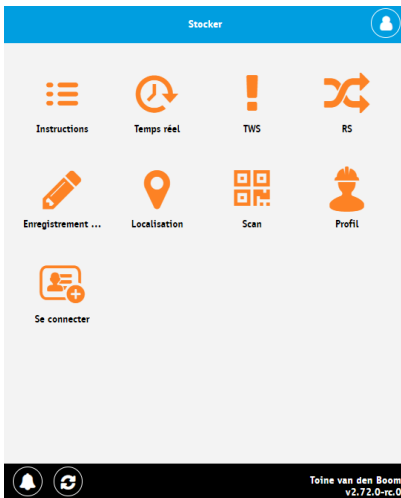 Stocker
Instructions
Temps réel
TWS
RS
Enregistrement ...
Localisation
Scan
Profil
Se connecter
Toine van den Boom
v2.72.0-rc.0